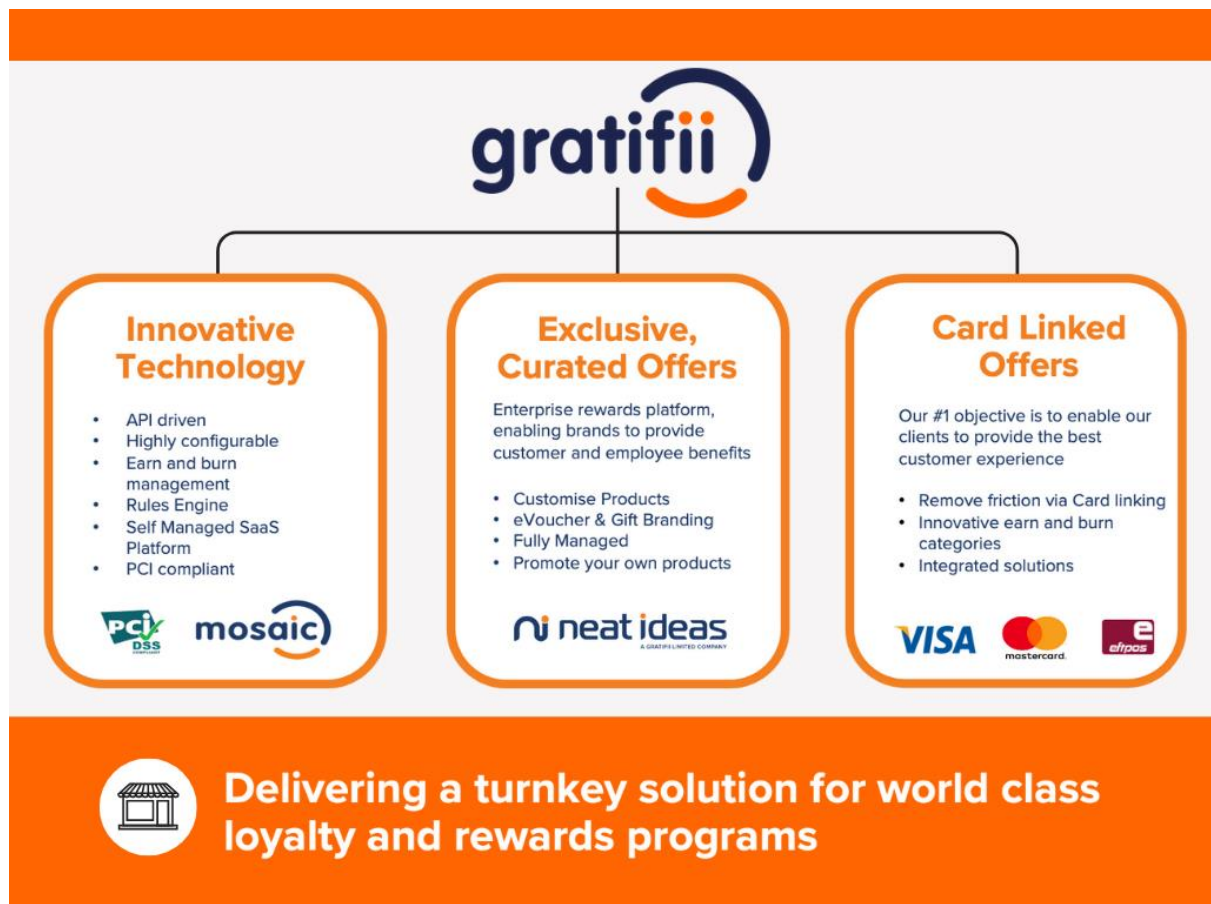 gratifii
Innovative
Technology
• API driven
• Highly configurable
• Earn and burn
management
• Rules Engine
• Self Managed SaaS
Platform
• PCI compliant
PCI
DSS
COMPLIANT
mosaic
Exclusive,
Curated Offers
Enterprise rewards platform,
enabling brands to provide
customer and employee benefits
• Customise Products
• eVoucher & Gift Branding
• Fully Managed
• Promote your own products
neat ideas
A GRATIFII LIMITED COMPANY
Card Linked
Offers
Our #1 objective is to enable our
clients to provide the best
customer experience
• Remove friction via Card linking
• Innovative earn and burn
categories
• Integrated solutions
VISA
mastercard.
e
eftpos
Delivering a turnkey solution for world class
loyalty and rewards programs